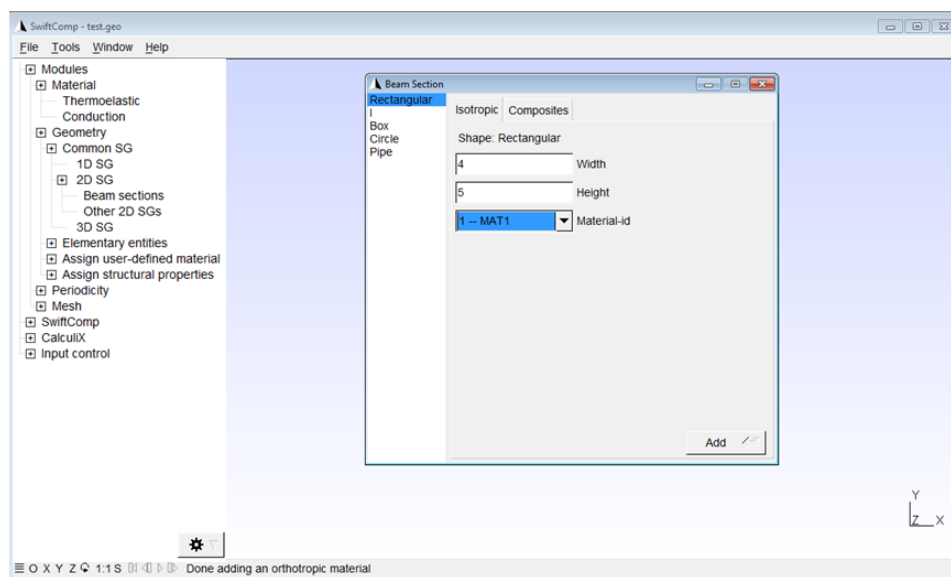 SwiftComp - test.geo
File Tools Window Help
Modules
Material
Thermoelastic
Conduction
Geometry
Common SG
1D SG
2D SG
Beam sections
Other 2D SGs
3D SG
Elementary entities
Assign user-defined material
Assign structural properties
Periodicity
Mesh
SwiftComp
CalculiX
Input control
Beam Section
Rectangular
I
Box
Circle
Pipe
Isotropic Composites
Shape: Rectangular
4 Width
5 Height
1 -- MAT1 Material-id
Add
Y
Z X
O X Y Z 1:1 S Done adding an orthotropic material